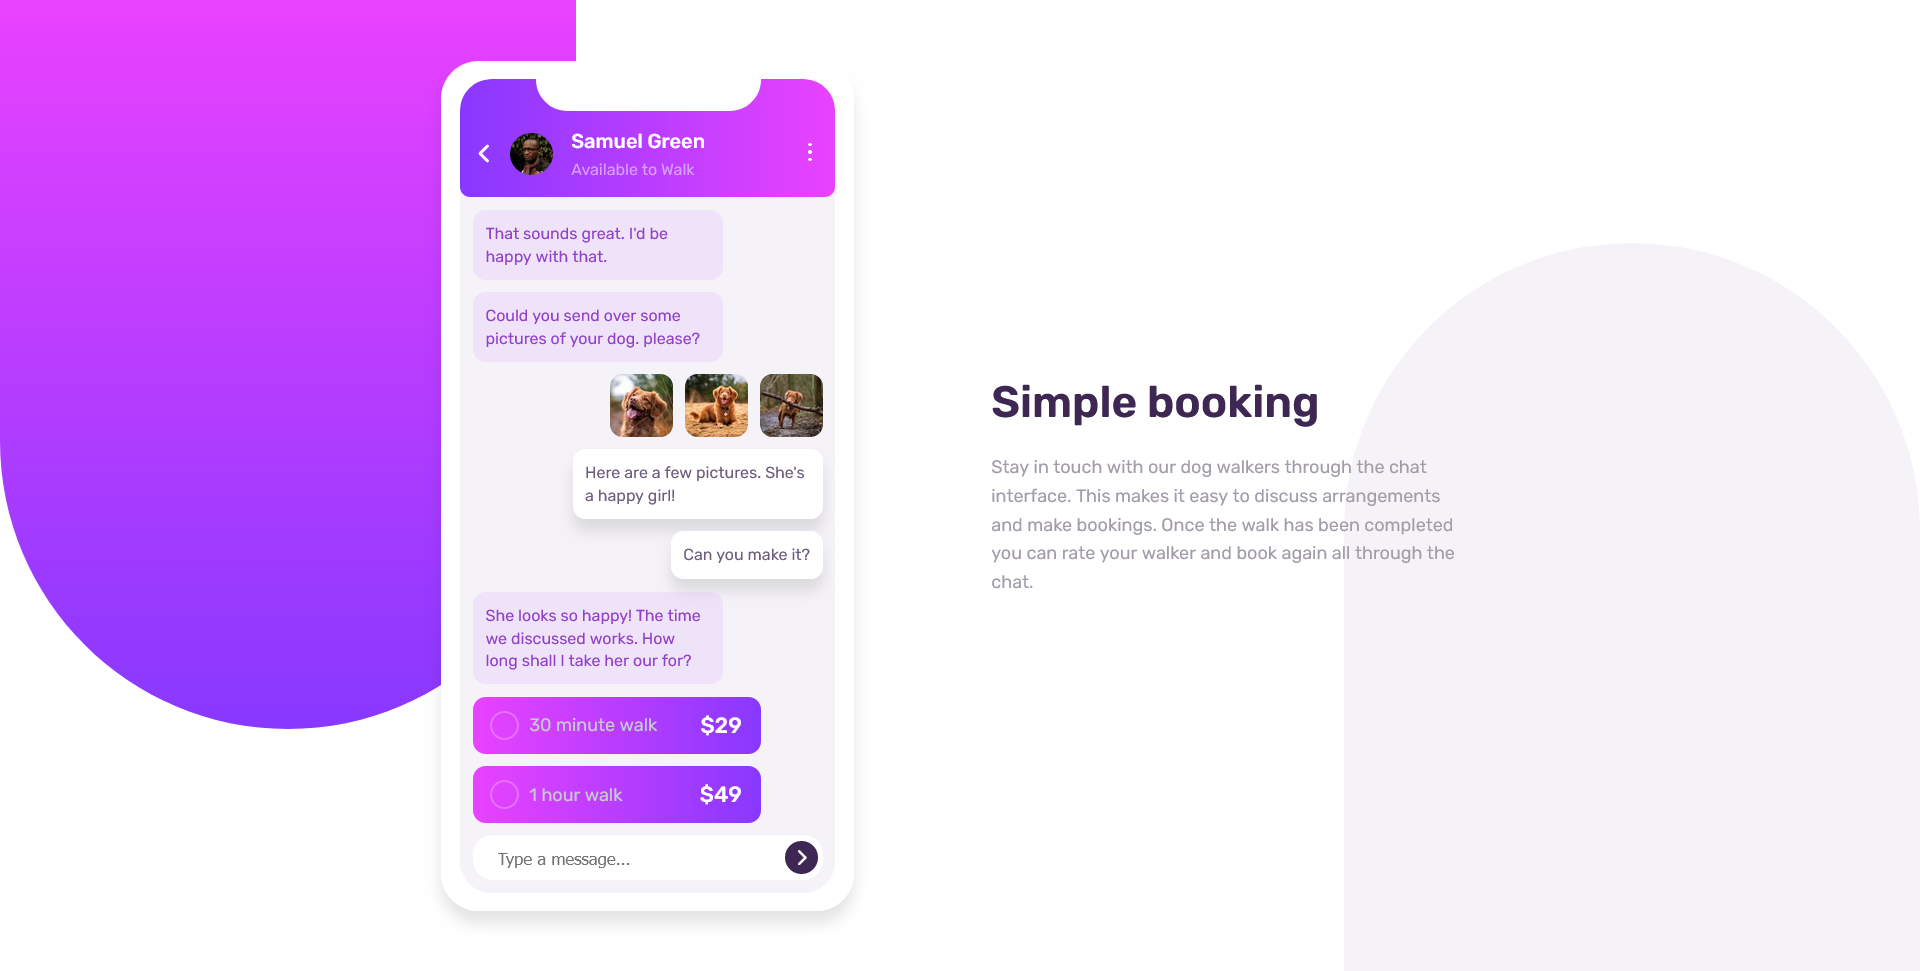 Samuel Green
Available to Walk
That sounds great. I'd be
happy with that.
Could you send over some
pictures of your dog. please?
Here are a few pictures. She's
a happy girl!
Can you make it?
She looks so happy! The time
we discussed works. How
long shall I take her our for?
30 minute walk $29
1 hour walk $49
Type a message...
Simple booking
Stay in touch with our dog walkers through the chat
interface. This makes it easy to discuss arrangements
and make bookings. Once the walk has been completed
you can rate your walker and book again all through the
chat.